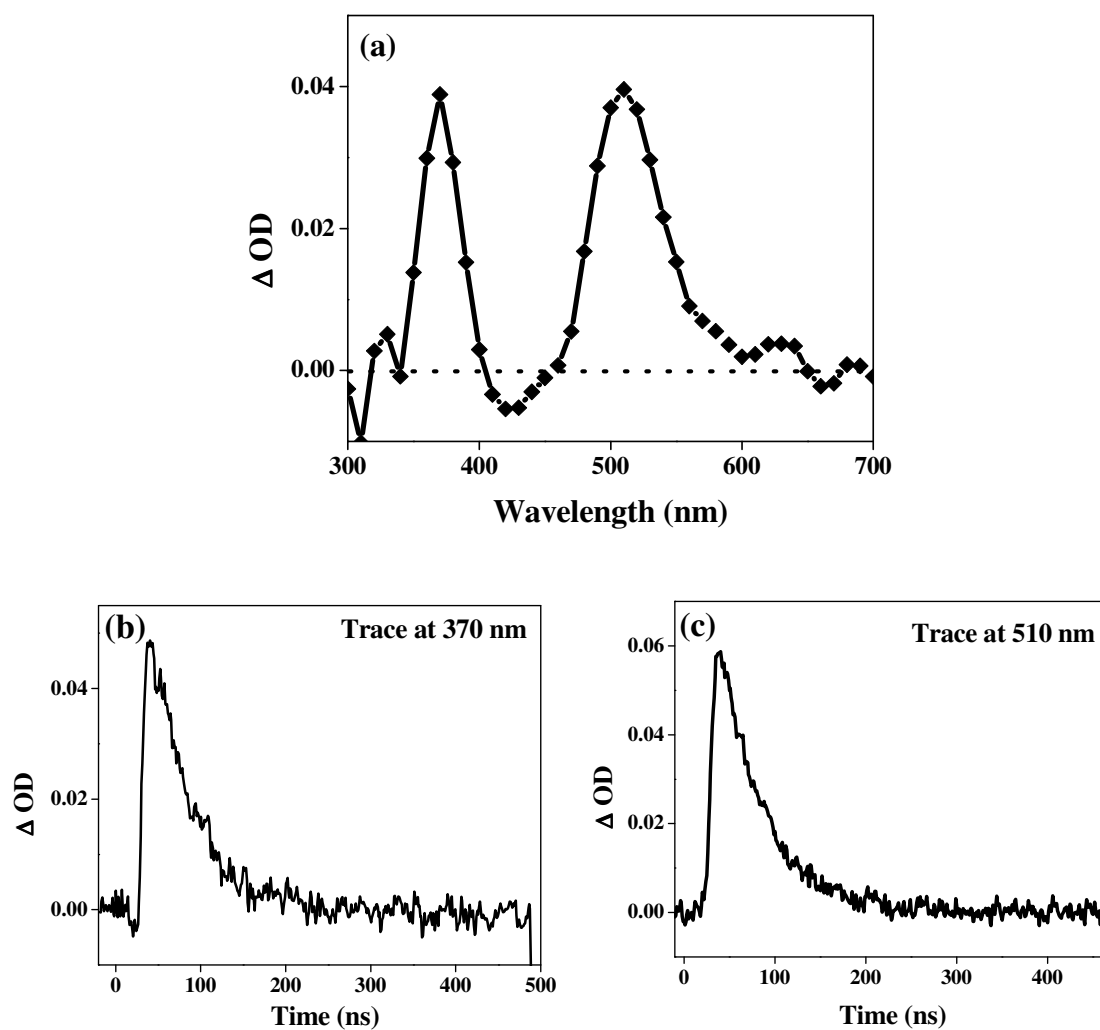 (a)
0.04
0.02
0.00
Δ OD
300 400 500 600 700
Wavelength (nm)
(b)
Trace at 370 nm
0.04
0.02
0.00
Δ OD
0 100 200 300 400 500
Time (ns)
(c)
Trace at 510 nm
0.06
0.04
0.02
0.00
Δ OD
0 100 200 300 400
Time (ns)